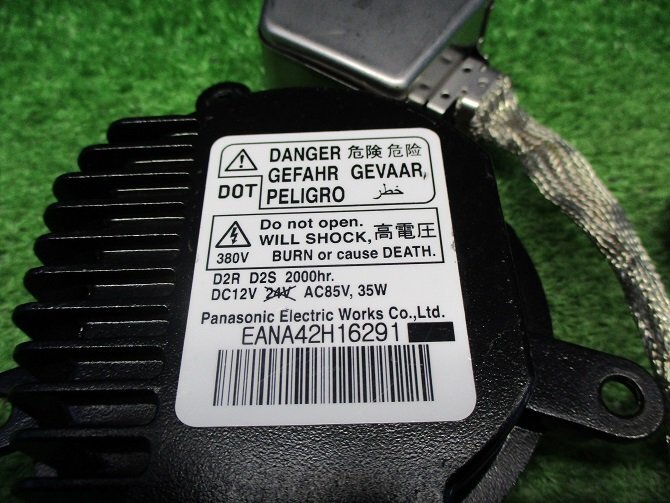 DANGER 危険 危险
GEFAHR GEVAAR,
DOT PELIGRO خطر
Do not open.
WILL SHOCK, 高電圧
380V BURN or cause DEATH.
D2R D2S 2000hr.
DC12V 24V AC85V, 35W
Panasonic Electric Works Co.,Ltd.
EANA42H16291